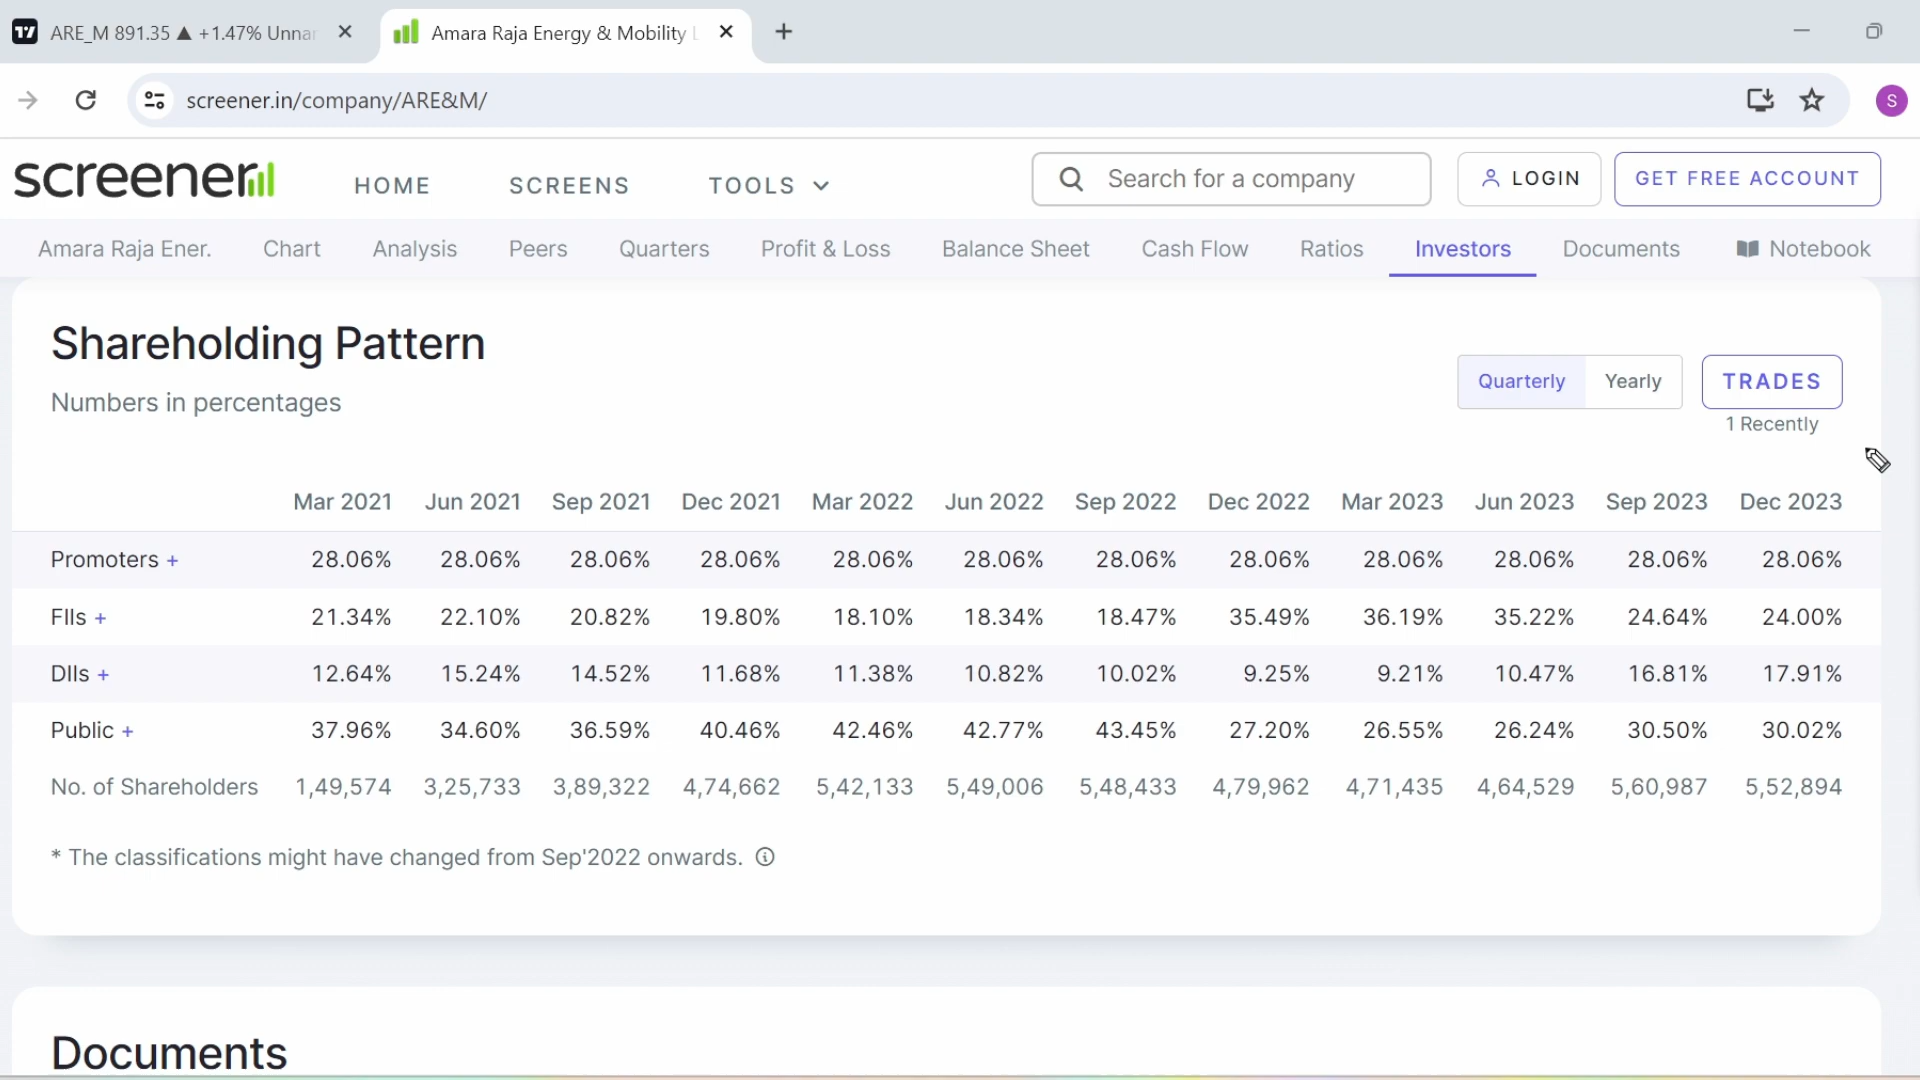 ARE_M 891.35 ▲ +1.47% Unnar
Amara Raja Energy & Mobility L
screener.in/company/ARE&M/
S
screener
HOME
SCREENS
TOOLS
Search for a company
LOGIN
GET FREE ACCOUNT
Amara Raja Ener. Chart Analysis Peers Quarters Profit & Loss Balance Sheet Cash Flow Ratios Investors Documents Notebook
Shareholding Pattern
Numbers in percentages
Quarterly Yearly
TRADES
1 Recently
Mar 2021 Jun 2021 Sep 2021 Dec 2021 Mar 2022 Jun 2022 Sep 2022 Dec 2022 Mar 2023 Jun 2023 Sep 2023 Dec 2023
Promoters + 28.06% 28.06% 28.06% 28.06% 28.06% 28.06% 28.06% 28.06% 28.06% 28.06% 28.06% 28.06%
FIIs + 21.34% 22.10% 20.82% 19.80% 18.10% 18.34% 18.47% 35.49% 36.19% 35.22% 24.64% 24.00%
DIIs + 12.64% 15.24% 14.52% 11.68% 11.38% 10.82% 10.02% 9.25% 9.21% 10.47% 16.81% 17.91%
Public + 37.96% 34.60% 36.59% 40.46% 42.46% 42.77% 43.45% 27.20% 26.55% 26.24% 30.50% 30.02%
No. of Shareholders 1,49,574 3,25,733 3,89,322 4,74,662 5,42,133 5,49,006 5,48,433 4,79,962 4,71,435 4,64,529 5,60,987 5,52,894
* The classifications might have changed from Sep'2022 onwards.
Documents